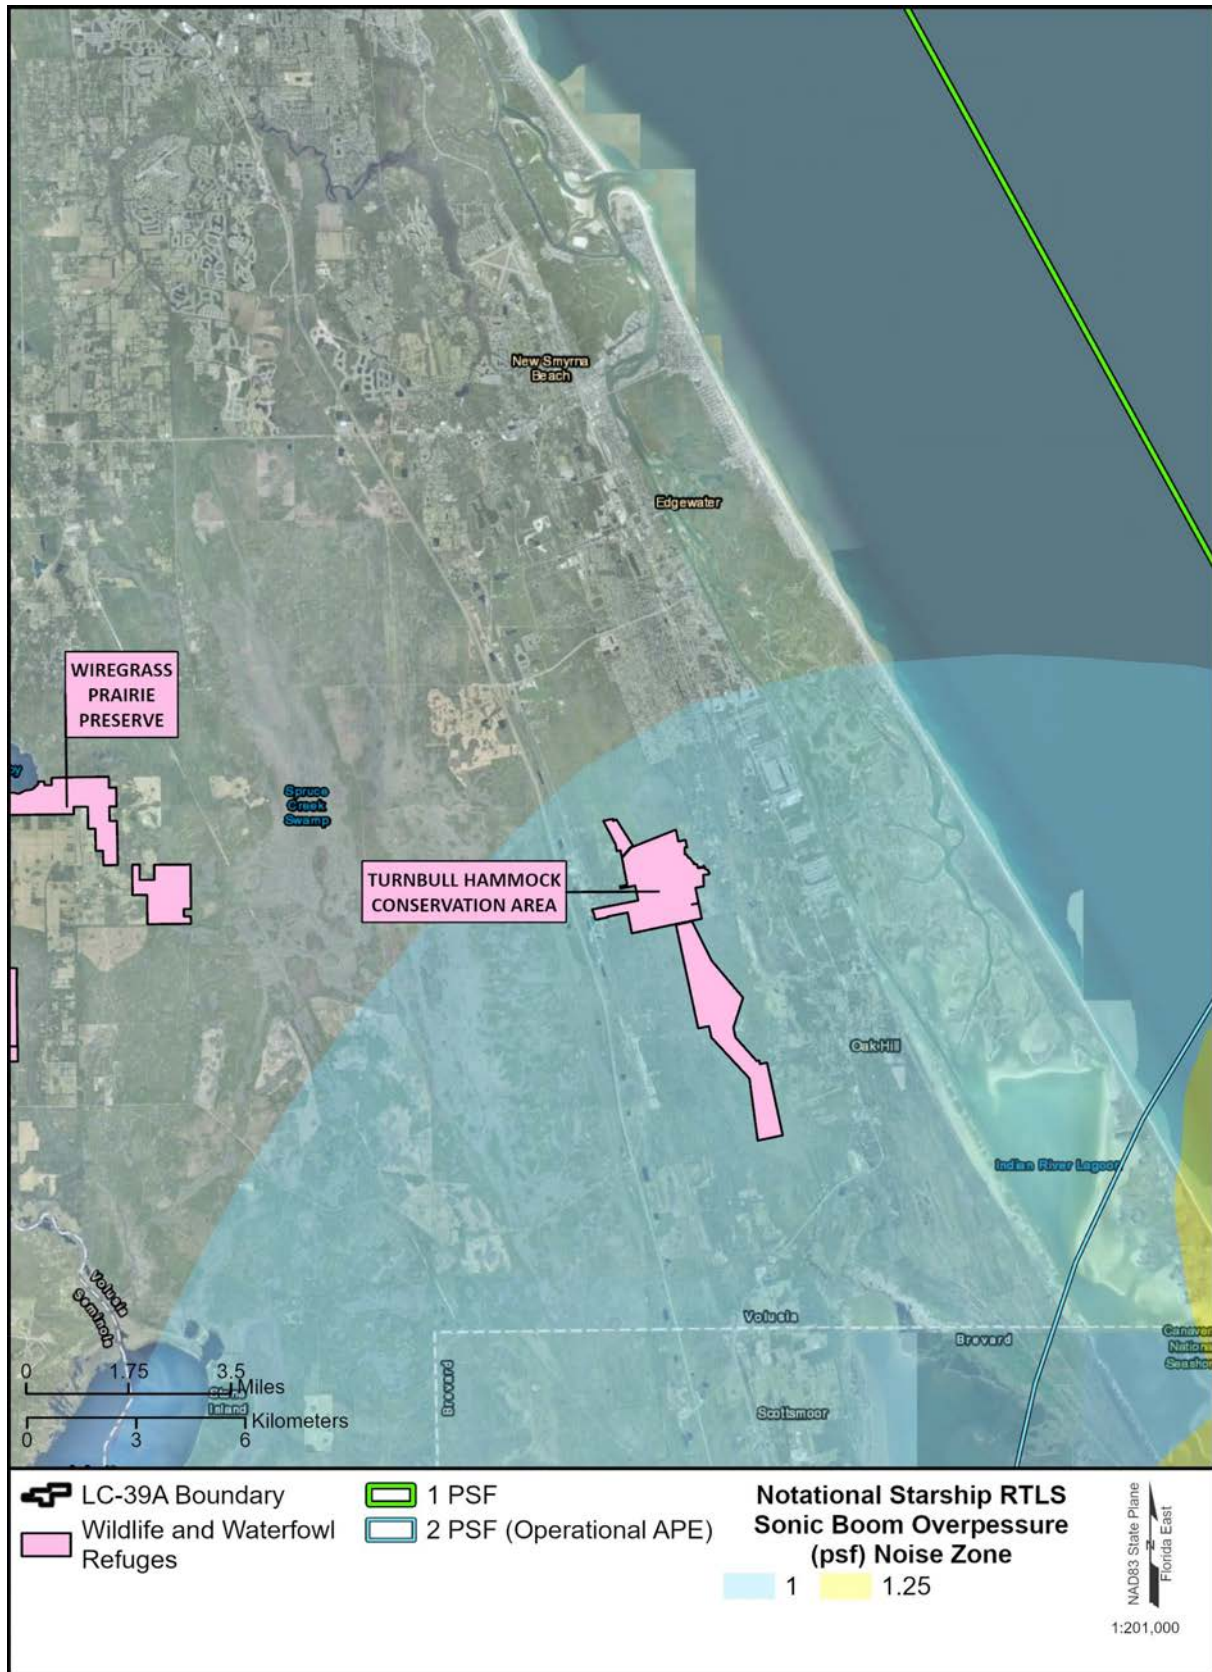 New Smyrna
Beach
Edgewater
WIREGRASS
PRAIRIE
PRESERVE
Spruce
Creek
Swamp
TURNBULL HAMMOCK
CONSERVATION AREA
Oak Hill
Indian River Lagoon
Volusia
Seminole
Volusia
Brevard
Brevard
Scottsmoor
0 1.75 3.5
Miles
Island
Kilometers
0 3 6
LC-39A Boundary
Wildlife and Waterfowl
Refuges
1 PSF
2 PSF (Operational APE)
Notational Starship RTLS
Sonic Boom Overpressure
(psf) Noise Zone
1 1.25
NAD83 State Plane
Florida East
N
1:201,000